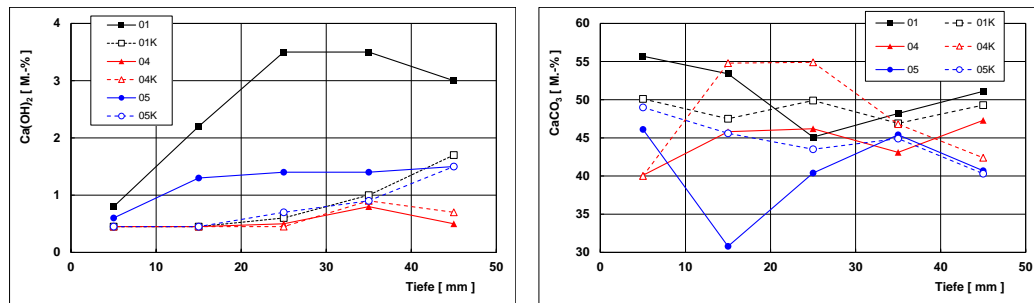 4
3
2
1
0
Ca(OH)2 [ M.-% ]
01
01K
04
04K
05
05K
0 10 20 30 40 50
Tiefe [ mm ]
60
55
50
45
40
35
30
CaCO3 [ M.-% ]
01 01K
04 04K
05 05K
0 10 20 30 40 50
Tiefe [ mm ]